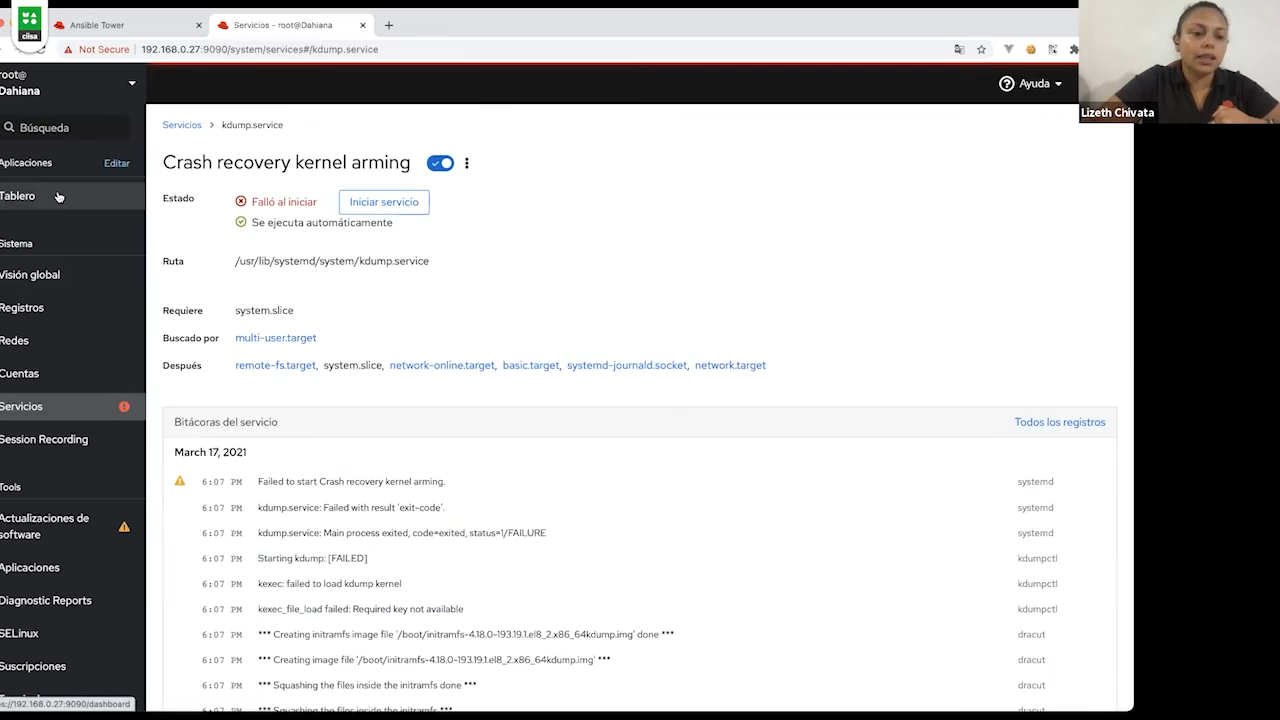 clisa
Ansible Tower
Servicios - root@Dahiana
Not Secure
192.168.0.27:9090/system/services#/kdump.service
root@
Dahiana
Búsqueda
Aplicaciones
Editar
Tablero
Sistema
Visión global
Registros
Redes
Cuentas
Servicios
Session Recording
Tools
Actualizaciones de
software
Aplicaciones
Diagnostic Reports
SELinux
Suscripciones
s://192.168.0.27:9090/dashboard
Ayuda
Lizeth Chivata
Servicios > kdump.service
Crash recovery kernel arming
Estado
Falló al iniciar
Iniciar servicio
Se ejecuta automáticamente
Ruta /usr/lib/systemd/system/kdump.service
Requiere system.slice
Buscado por multi-user.target
Después remote-fs.target, system.slice, network-online.target, basic.target, systemd-journald.socket, network.target
Bitácoras del servicio Todos los registros
March 17, 2021
6:07 PM Failed to start Crash recovery kernel arming. systemd
6:07 PM kdump.service: Failed with result 'exit-code'. systemd
6:07 PM kdump.service: Main process exited, code=exited, status=1/FAILURE systemd
6:07 PM Starting kdump: [FAILED] kdumpctl
6:07 PM kexec: failed to load kdump kernel kdumpctl
6:07 PM kexec_file_load failed: Required key not available kdumpctl
6:07 PM *** Creating initramfs image file '/boot/initramfs-4.18.0-193.19.1.el8_2.x86_64kdump.img' done *** dracut
6:07 PM *** Creating image file '/boot/initramfs-4.18.0-193.19.1.el8_2.x86_64kdump.img' *** dracut
6:07 PM *** Squashing the files inside the initramfs done *** dracut
6:07 PM *** Squashing the files inside the initramfs *** dracut